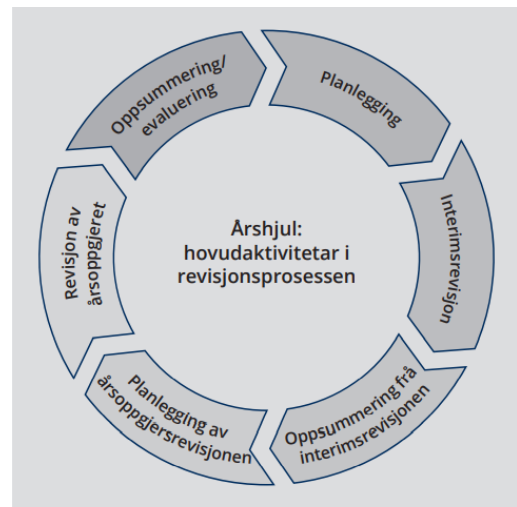 Årshjul:
hovudaktivitetar i
revisjonsprosessen
Planlegging
Interimsrevisjon
Oppsummering frå
interimsrevisjonen
Planlegging av
årsoppgjersrevisjonen
Revisjon av
årsoppgjeret
Oppsummering/
evaluering